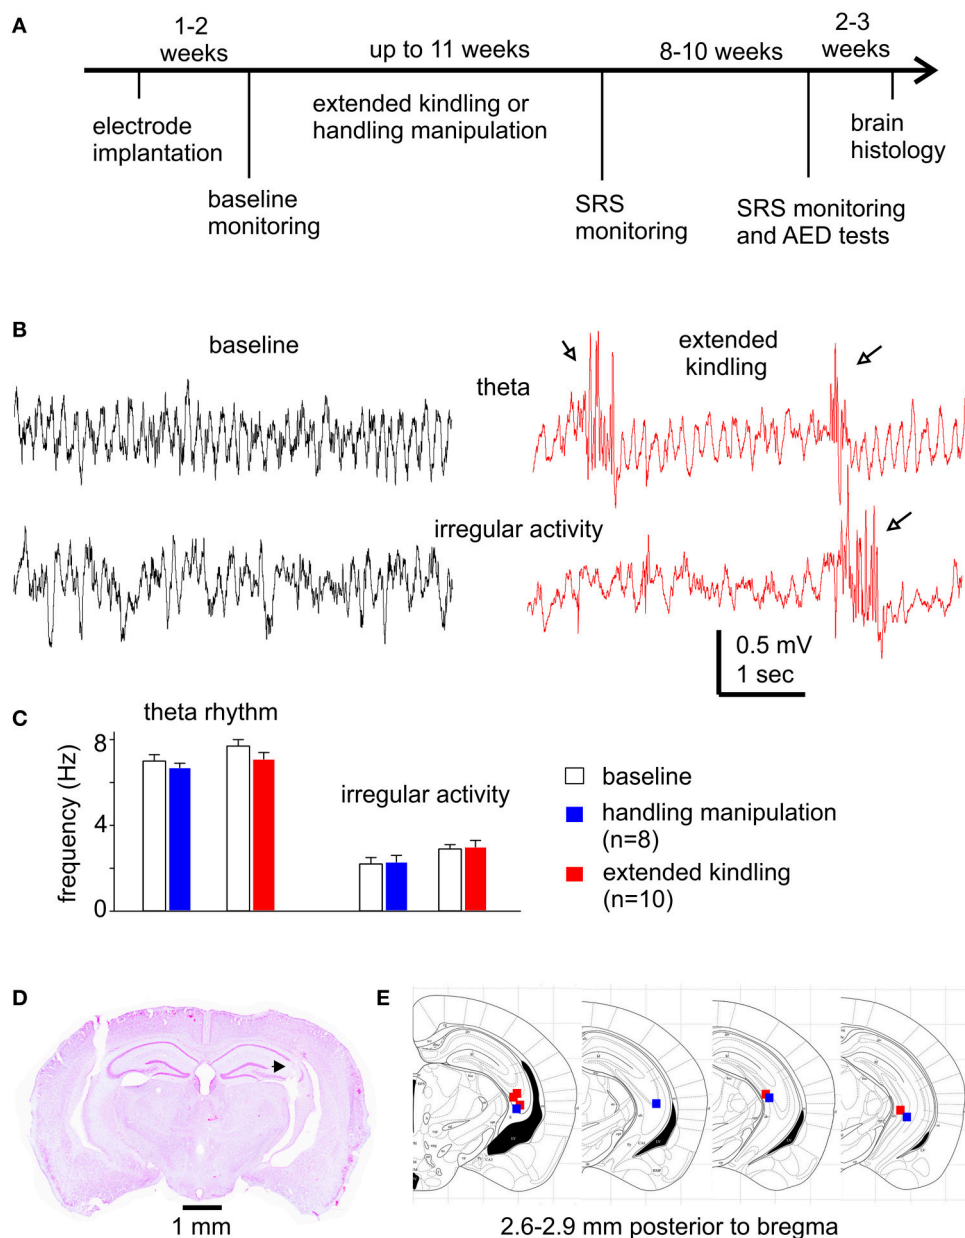 A
1-2
weeks
up to 11 weeks
8-10 weeks
2-3
weeks
electrode
implantation
baseline
monitoring
extended kindling or
handling manipulation
SRS
monitoring
SRS monitoring
and AED tests
brain
histology
B
baseline
theta
extended
kindling
irregular activity
0.5 mV
1 sec
C
theta rhythm
irregular activity
frequency (Hz)
8
4
0
baseline
handling manipulation
(n=8)
extended kindling
(n=10)
D
1 mm
E
2.6-2.9 mm posterior to bregma